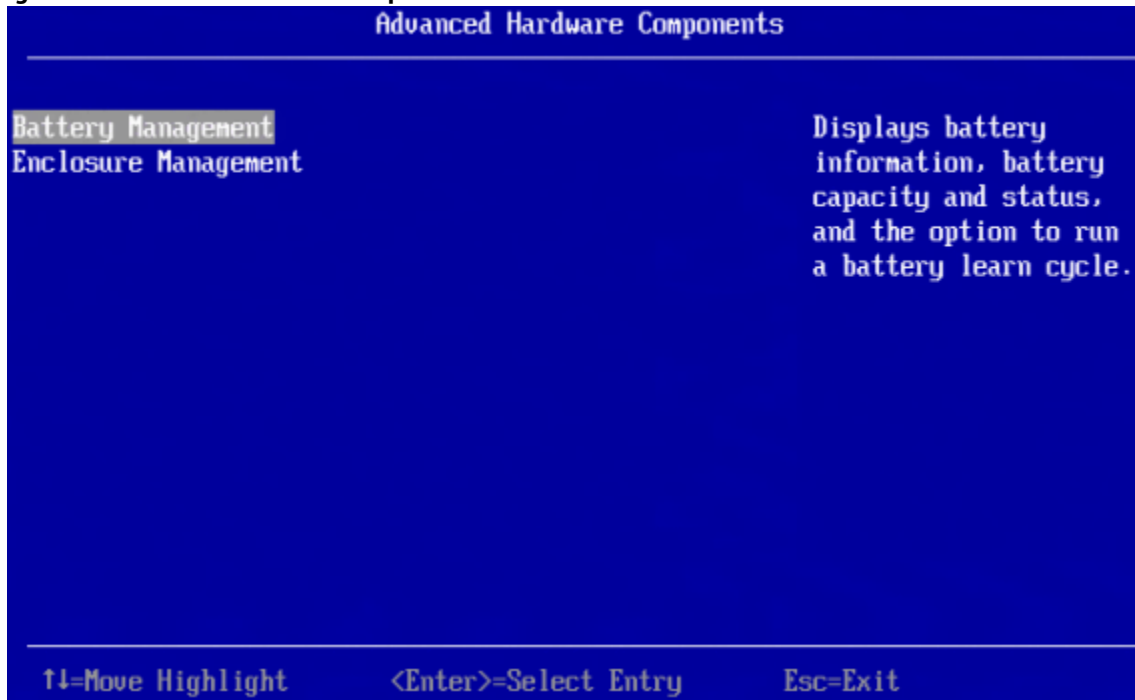 Advanced Hardware Components
Battery Management
Enclosure Management
Displays battery
information, battery
capacity and status,
and the option to run
a battery learn cycle.
↑↓=Move Highlight <Enter>=Select Entry Esc=Exit